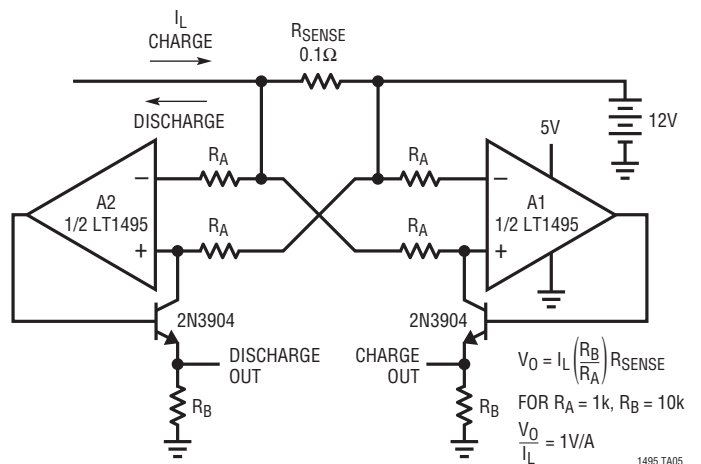 I_L
CHARGE
R_SENSE
0.1Ω
DISCHARGE
12V
5V
R_A
R_A
A2
1/2 LT1495
−
+
R_A
R_A
−
+
A1
1/2 LT1495
2N3904
2N3904
DISCHARGE
OUT
CHARGE
OUT
R_B
R_B
V_O = I_L (R_B/R_A) R_SENSE
FOR R_A = 1k, R_B = 10k
V_O/I_L = 1V/A
1495 TA05